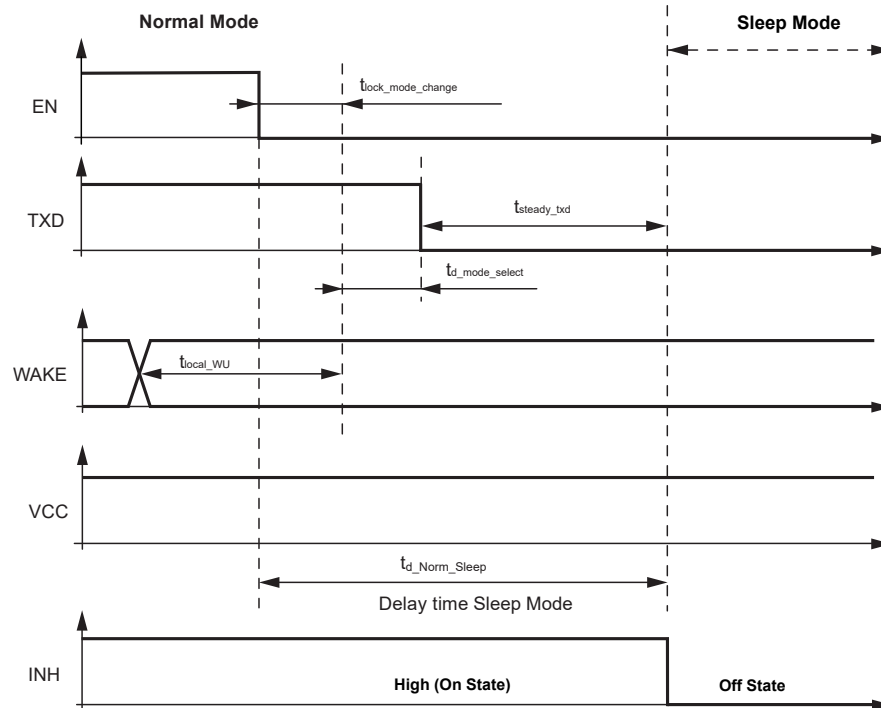 Normal Mode
Sleep Mode
EN
tlock_mode_change
TXD
tsteady_txd
td_mode_select
WAKE
tlocal_WU
VCC
td_Norm_Sleep
Delay time Sleep Mode
INH
High (On State)
Off State